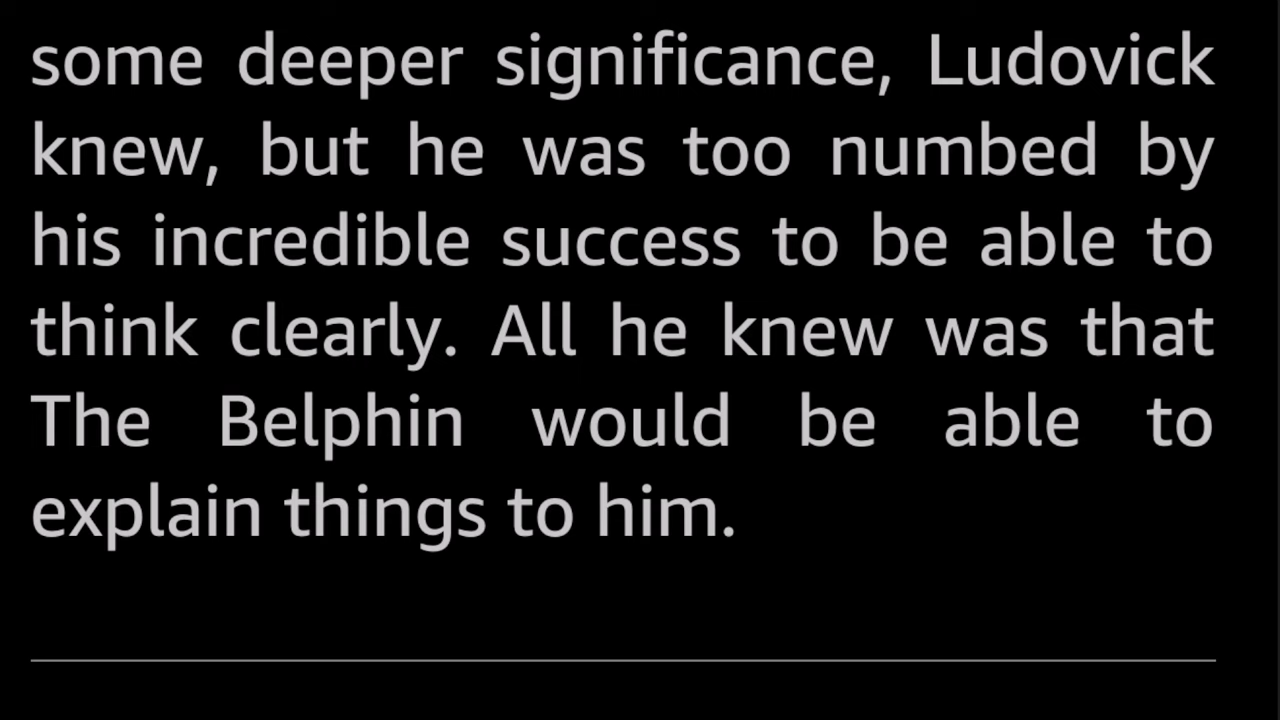 some deeper significance, Ludovick
knew, but he was too numbed by
his incredible success to be able to
think clearly. All he knew was that
The Belphin would be able to
explain things to him.